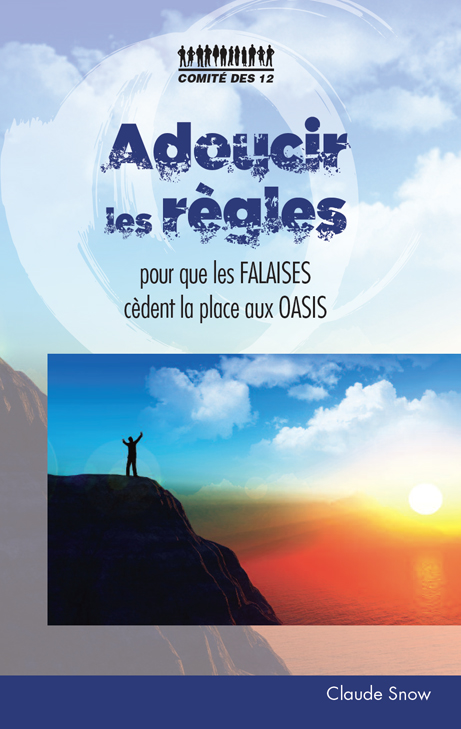 COMITÉ DES 12
Adoucir
les règles
pour que les FALAISES
cèdent la place aux OASIS
Claude Snow